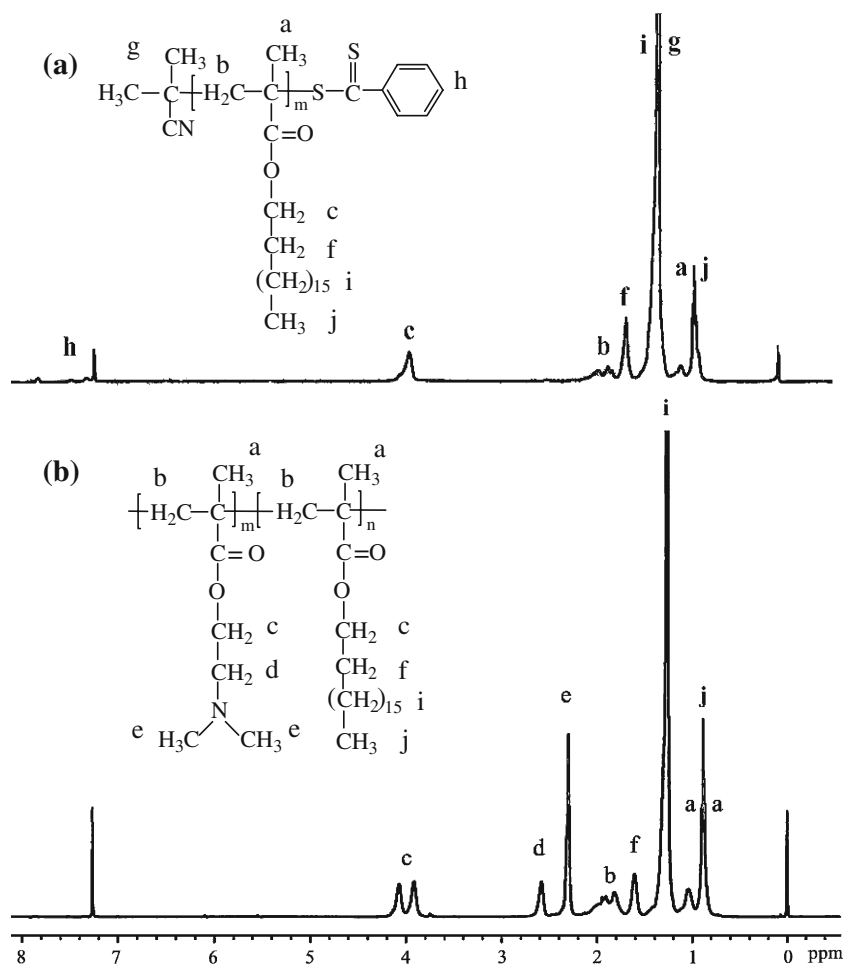 (a)
g
CH₃
b
a
CH₃
S
H₃C
C
[
H₂C
C
]
m
S
C
h
CN
C=O
O
CH₂ c
CH₂ f
(CH₂)₁₅ i
CH₃ j
i g
a j
f
b
c
h
(b)
b
a
CH₃
b
a
CH₃
[
H₂C
C
]
m
[
H₂C
C
]
n
C=O
C=O
O
O
CH₂ c
CH₂ c
CH₂ d
CH₂ f
N
(CH₂)₁₅ i
e H₃C
CH₃ e
CH₃ j
i
e
j
a a
c
d
b
f
8 7 6 5 4 3 2 1 0 ppm